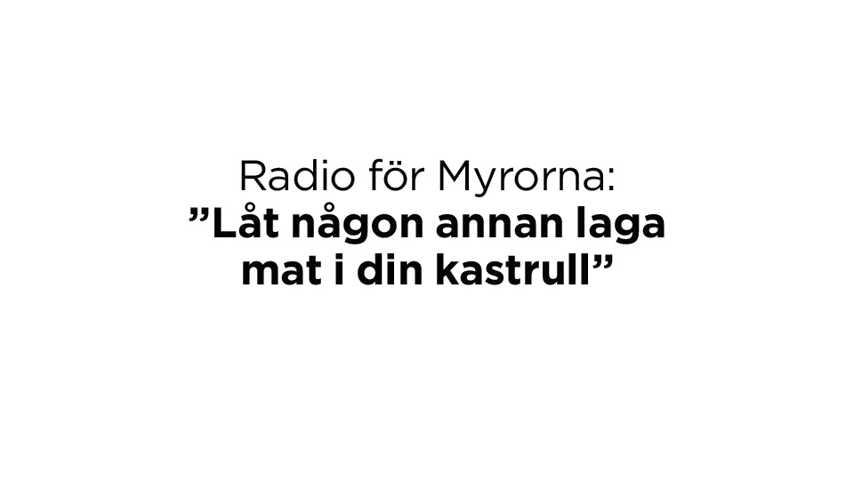 Radio för Myrorna:
”Låt någon annan laga
mat i din kastrull”